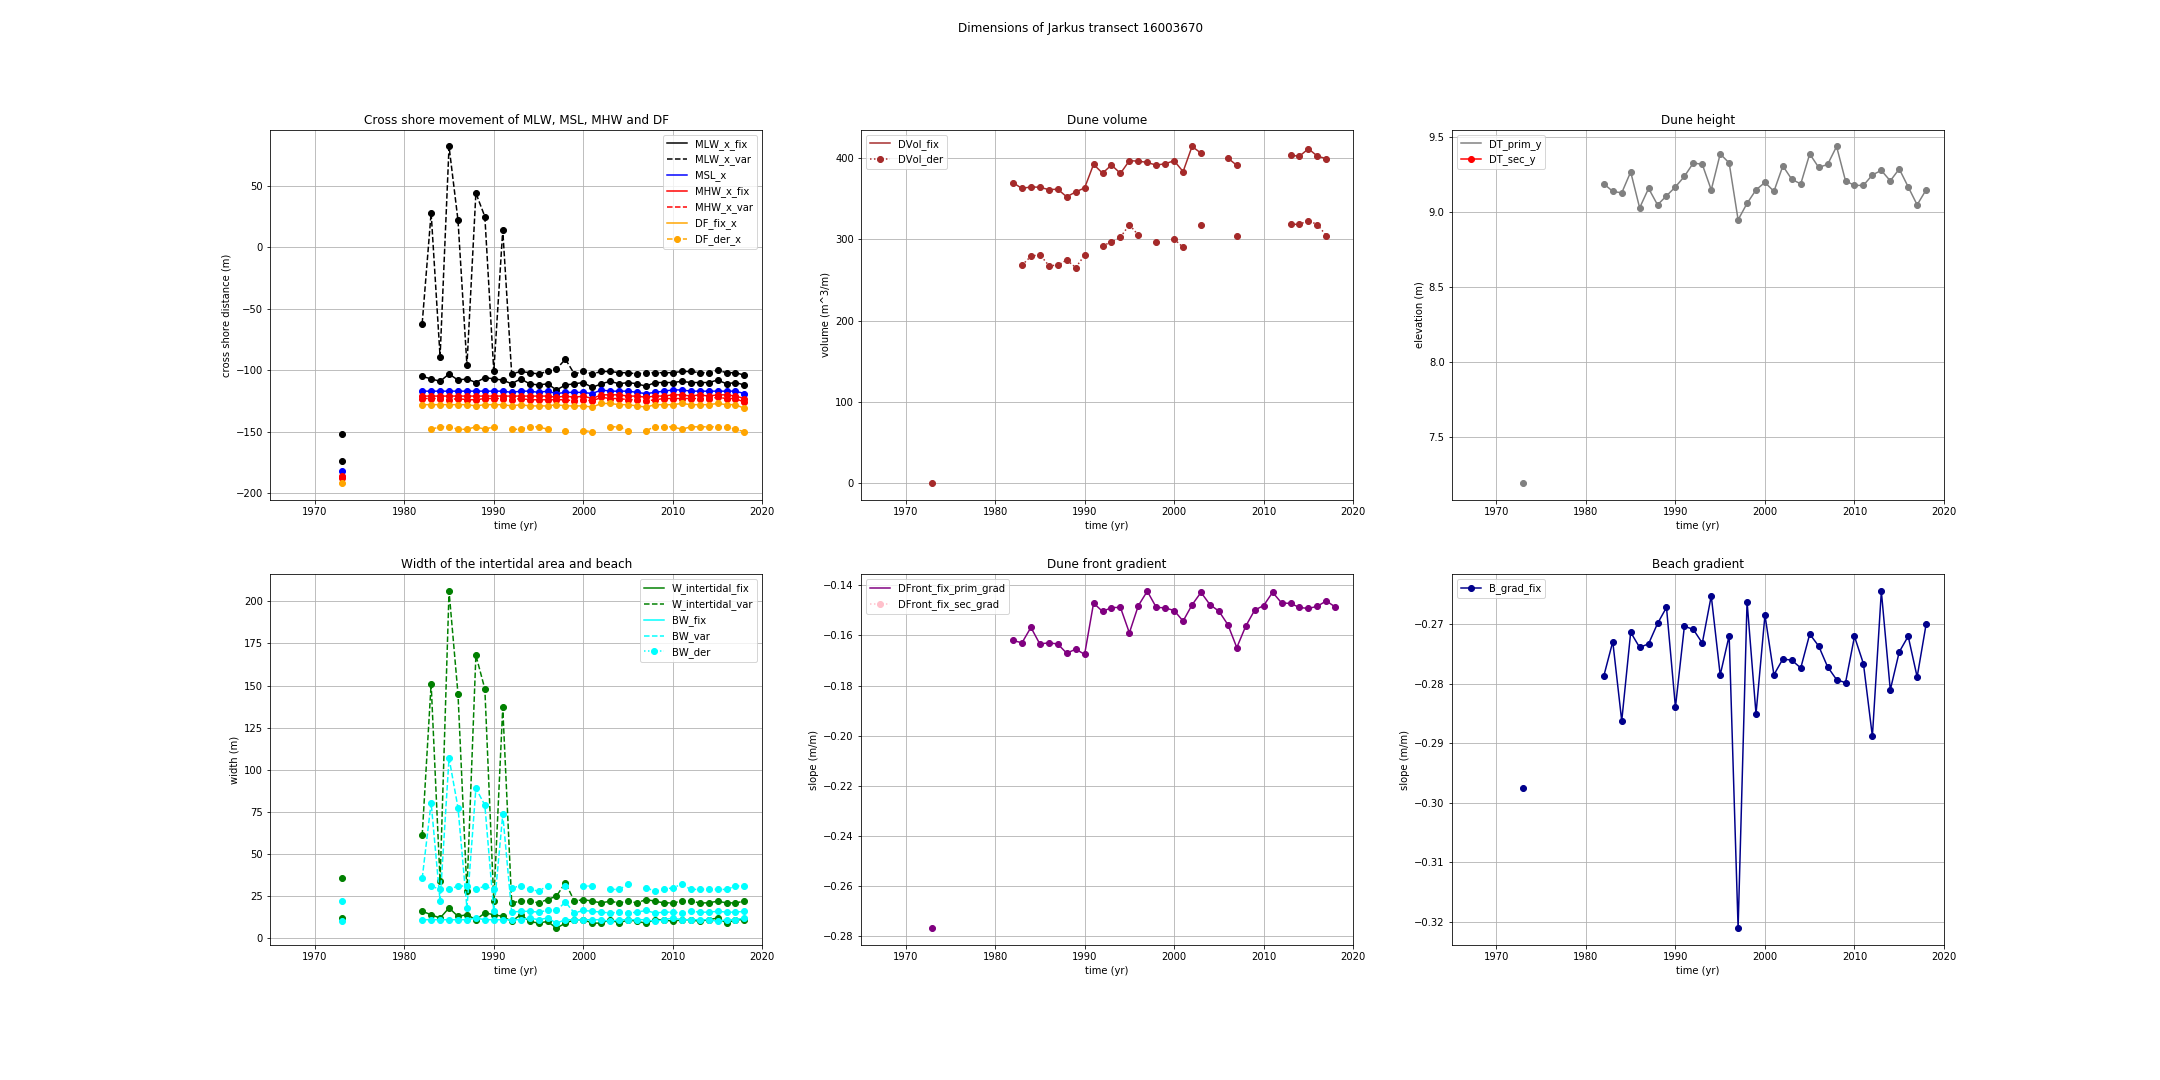 Dimensions of Jarkus transect 16003670
Cross shore movement of MLW, MSL, MHW and DF
cross shore distance (m)
50
0
−50
−100
−150
−200
MLW_x_fix
MLW_x_var
MSL_x
MHW_x_fix
MHW_x_var
DF_fix_x
DF_der_x
1970 1980 1990 2000 2010 2020
time (yr)
Dune volume
volume (m^3/m)
400
300
200
100
0
DVol_fix
DVol_der
1970 1980 1990 2000 2010 2020
time (yr)
Dune height
elevation (m)
9.5
9.0
8.5
8.0
7.5
DT_prim_y
DT_sec_y
1970 1980 1990 2000 2010 2020
time (yr)
Width of the intertidal area and beach
width (m)
200
175
150
125
100
75
50
25
0
W_intertidal_fix
W_intertidal_var
BW_fix
BW_var
BW_der
1970 1980 1990 2000 2010 2020
time (yr)
Dune front gradient
slope (m/m)
−0.14
−0.16
−0.18
−0.20
−0.22
−0.24
−0.26
−0.28
DFront_fix_prim_grad
DFront_fix_sec_grad
1970 1980 1990 2000 2010 2020
time (yr)
Beach gradient
slope (m/m)
−0.27
−0.28
−0.29
−0.30
−0.31
−0.32
B_grad_fix
1970 1980 1990 2000 2010 2020
time (yr)